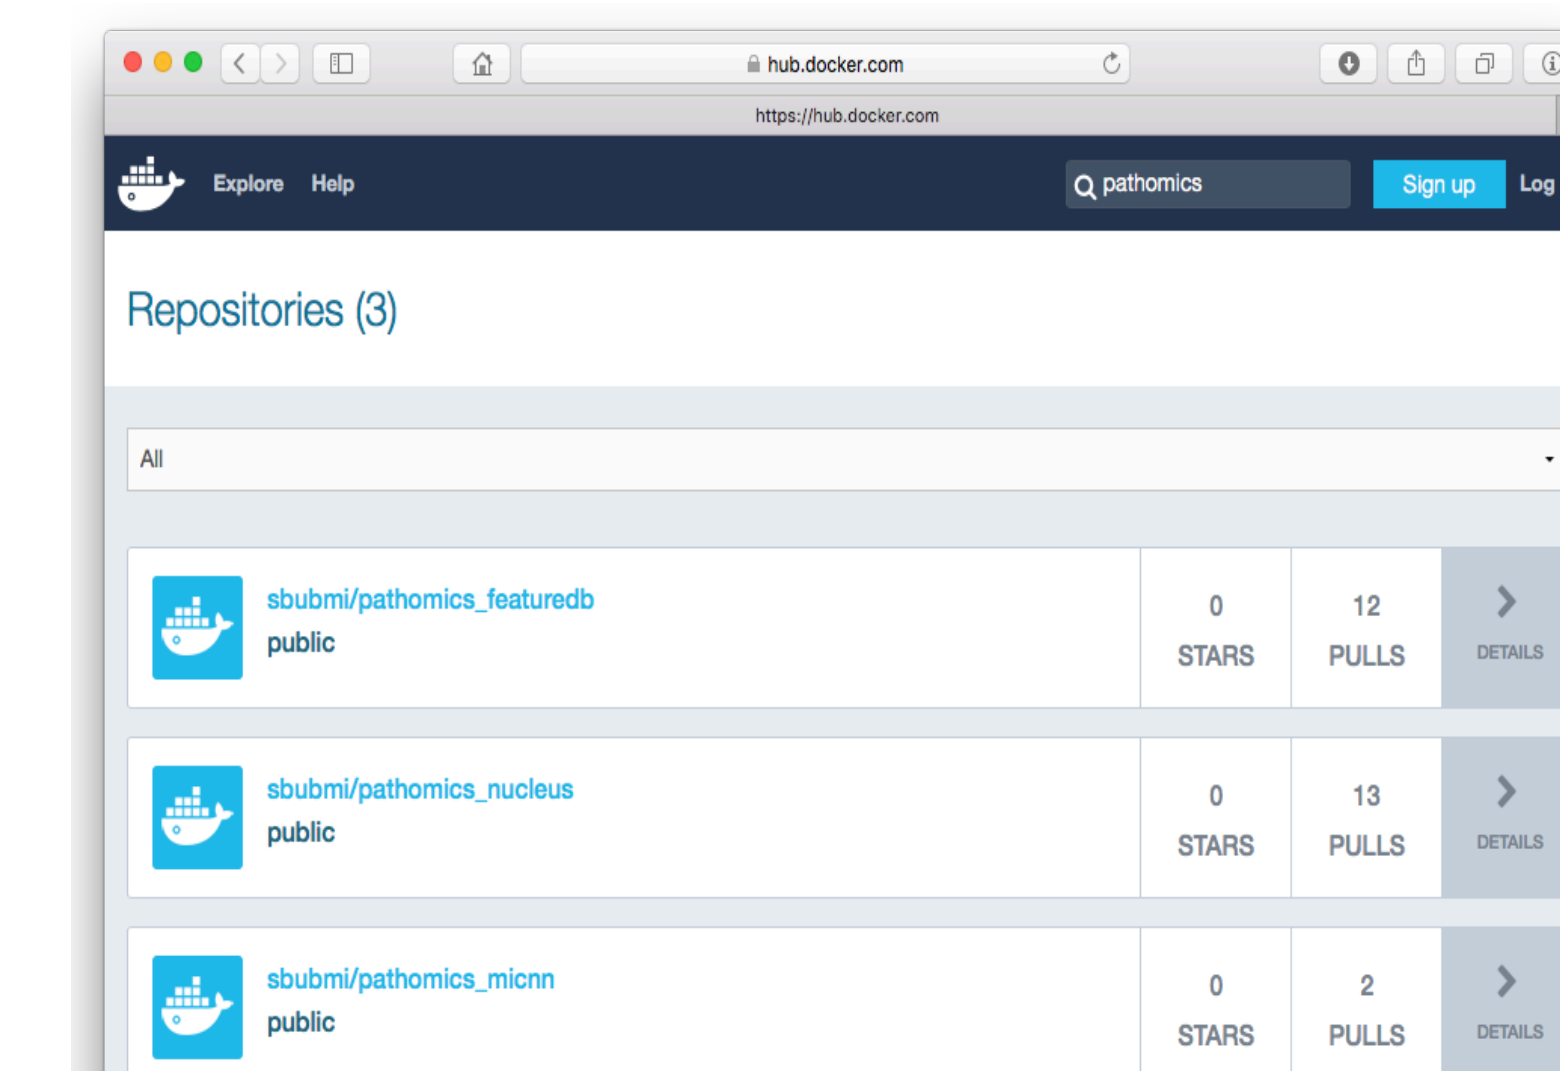 hub.docker.com
https://hub.docker.com
Explore Help pathomics Sign up Log
Repositories (3)
All
sbubmi/pathomics_featuredb
public
0
STARS
12
PULLS
DETAILS
sbubmi/pathomics_nucleus
public
0
STARS
13
PULLS
DETAILS
sbubmi/pathomics_micnn
public
0
STARS
2
PULLS
DETAILS